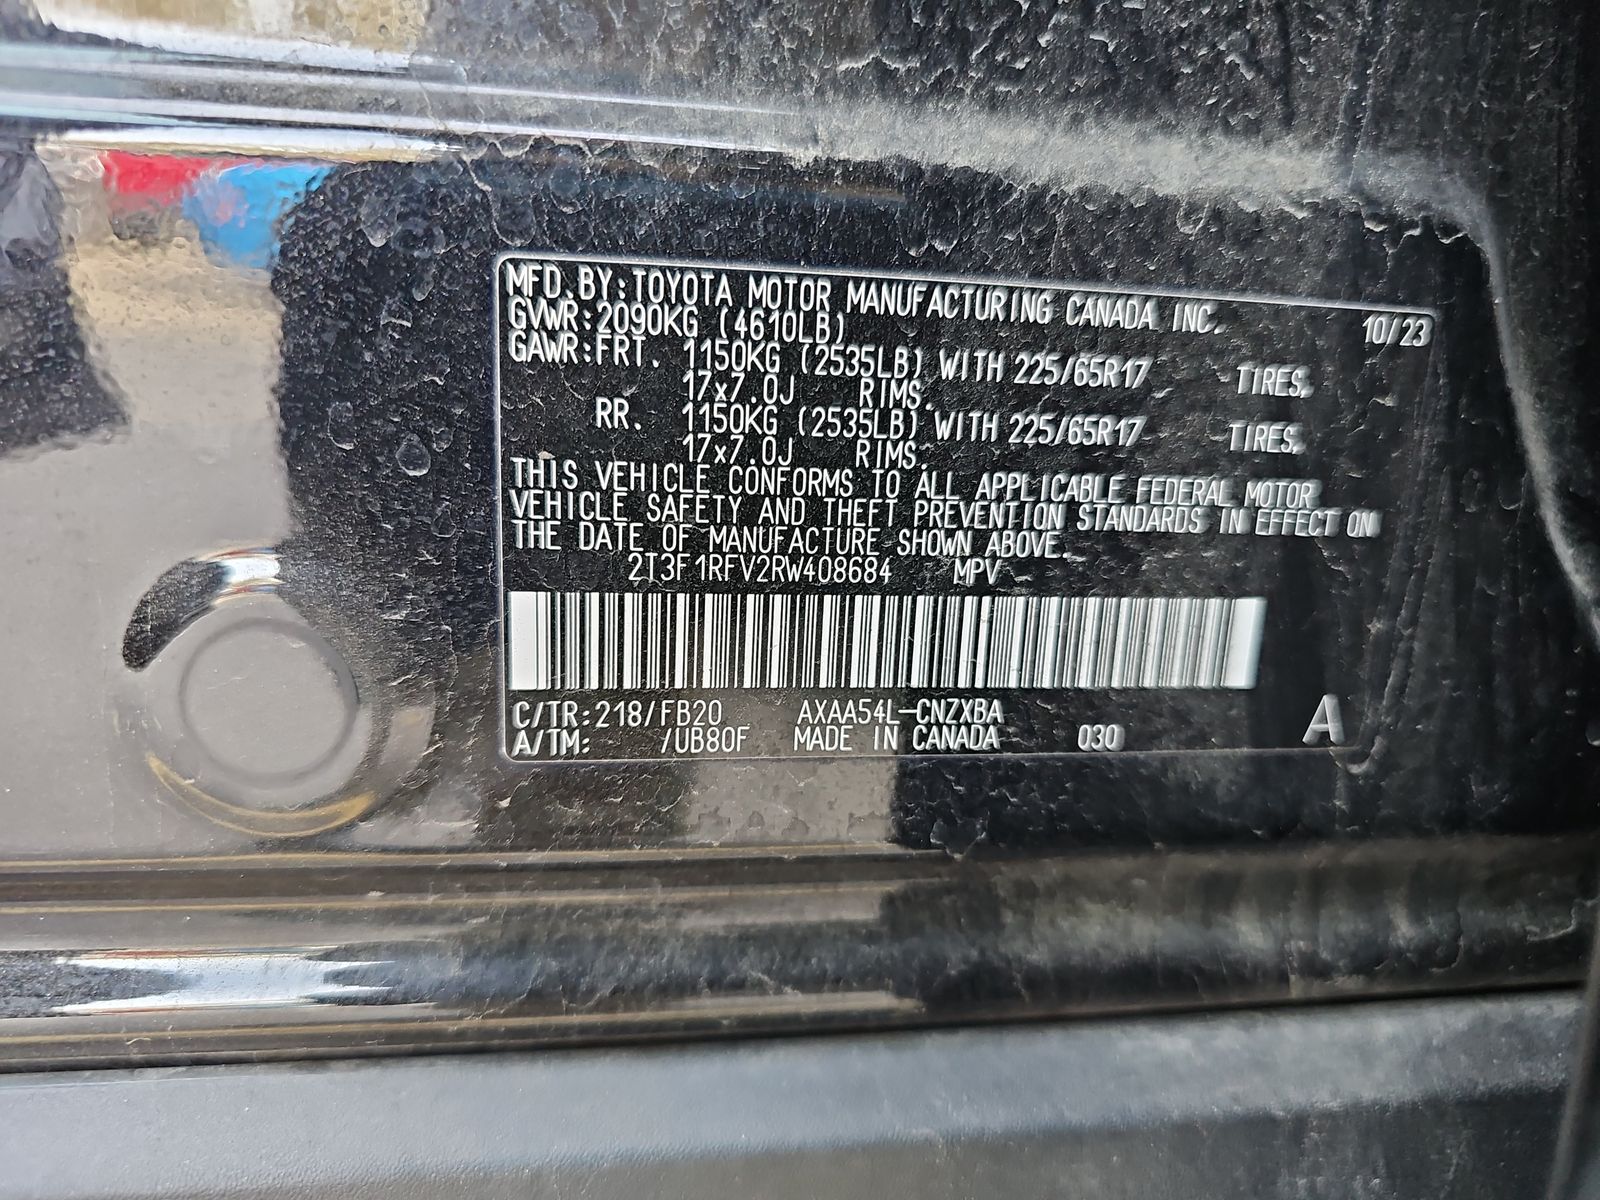 MFD.BY:TOYOTA MOTOR MANUFACTURING CANADA INC. 10/23
GVWR:2090KG (4610LB)
GAWR:FRT. 1150KG (2535LB) WITH 225/65R17 TIRES,
17x7.0J RIMS.
RR. 1150KG (2535LB) WITH 225/65R17 TIRES,
17x7.0J RIMS.
THIS VEHICLE CONFORMS TO ALL APPLICABLE FEDERAL MOTOR
VEHICLE SAFETY AND THEFT PREVENTION STANDARDS IN EFFECT ON
THE DATE OF MANUFACTURE SHOWN ABOVE.
2T3F1RFV2RW408684 MPV
C/TR:218/FB20 AXAA54L-CNZXBA
A/TM: /UB80F MADE IN CANADA 030 A